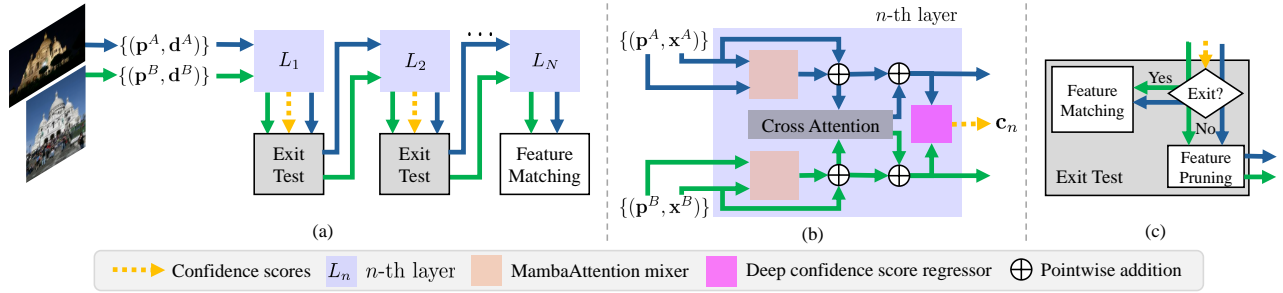 {(p^A, d^A)}
{(p^B, d^B)}
L_1
L_2
...
L_N
Exit
Test
Exit
Test
Feature
Matching
(a)
n-th layer
{(p^A, x^A)}
Cross Attention
c_n
{(p^B, x^B)}
(b)
Feature
Matching
Yes
Exit?
No
Feature
Pruning
Exit Test
(c)
Confidence scores
L_n n-th layer
MambaAttention mixer
Deep confidence score regressor
Pointwise addition